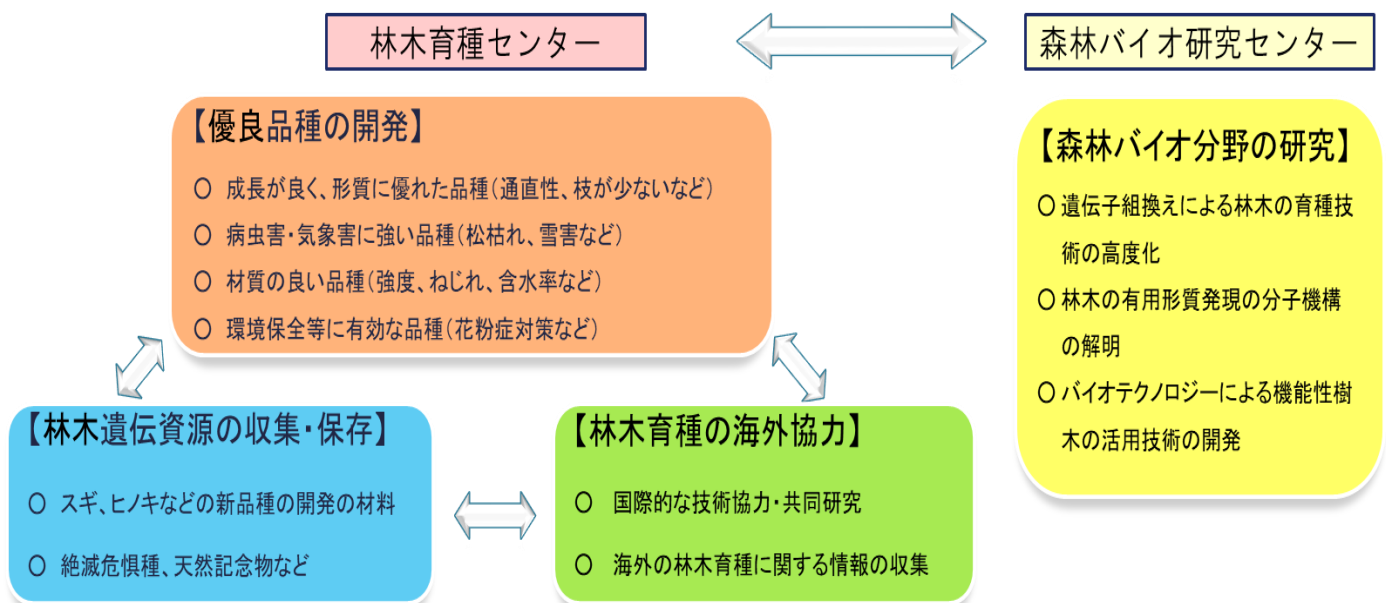 林木育種センター
森林バイオ研究センター
【優良品種の開発】
○ 成長が良く、形質に優れた品種(通直性、枝が少ないなど)
○ 病虫害・気象害に強い品種(松枯れ、雪害など)
○ 材質の良い品種(強度、ねじれ、含水率など)
○ 環境保全等に有効な品種(花粉症対策など)
【林木遺伝資源の収集・保存】
○ スギ、ヒノキなどの新品種の開発の材料
○ 絶滅危惧種、天然記念物など
【林木育種の海外協力】
○ 国際的な技術協力・共同研究
○ 海外の林木育種に関する情報の収集
【森林バイオ分野の研究】
○ 遺伝子組換えによる林木の育種技
術の高度化
○ 林木の有用形質発現の分子機構
の解明
○ バイオテクノロジーによる機能性樹
木の活用技術の開発